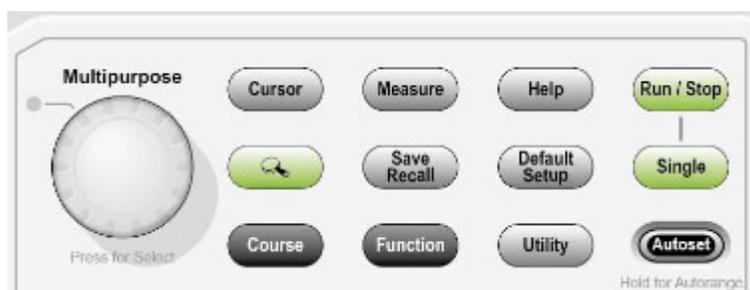 Multipurpose
Cursor
Measure
Help
Run / Stop
Save
Recall
Default
Setup
Single
Course
Function
Utility
Autoset
Press for Select
Hold for Autorange